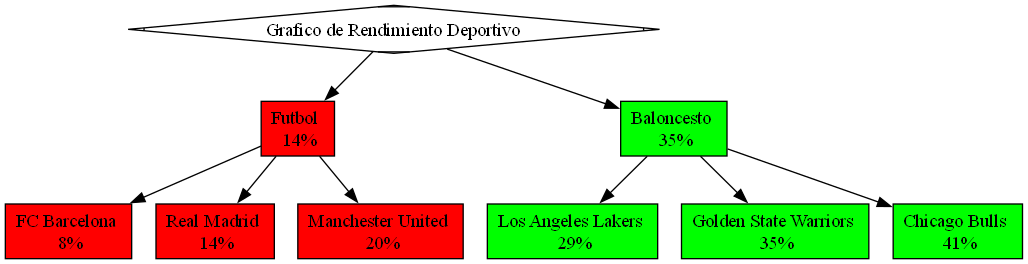 Grafico de Rendimiento Deportivo
Futbol
14%
Baloncesto
35%
FC Barcelona
8%
Real Madrid
14%
Manchester United
20%
Los Angeles Lakers
29%
Golden State Warriors
35%
Chicago Bulls
41%